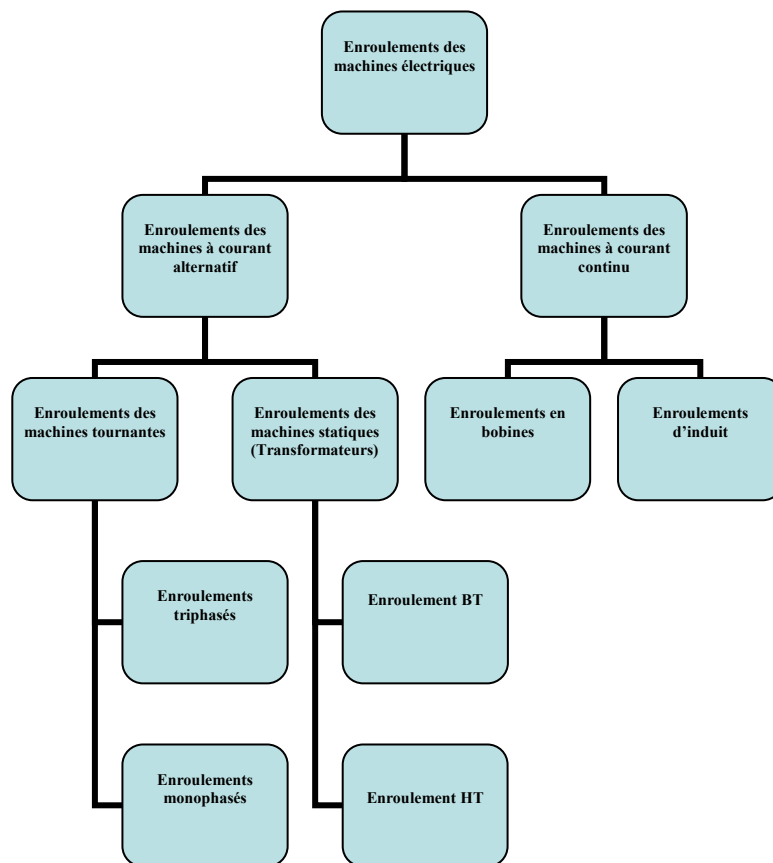 Enroulements des
machines électriques
Enroulements des
machines à courant
alternatif
Enroulements des
machines à courant
continu
Enroulements des
machines tournantes
Enroulements des
machines statiques
(Transformateurs)
Enroulements en
bobines
Enroulements
d'induit
Enroulements
triphasés
Enroulement BT
Enroulements
monophasés
Enroulement HT